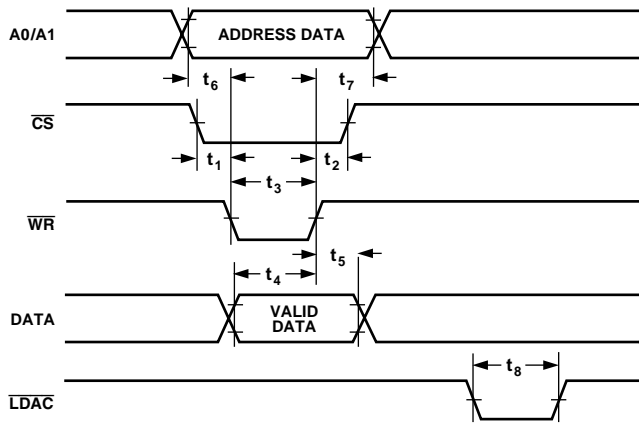 A0/A1
ADDRESS DATA
t6
t7
CS
t1
t2
t3
WR
t5
t4
DATA
VALID
DATA
t8
LDAC